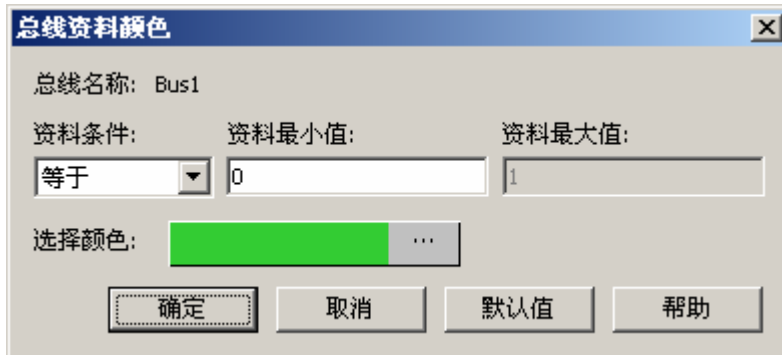 总线资料颜色
总线名称: Bus1
资料条件: 资料最小值: 资料最大值:
等于 0 1
选择颜色: ...
确定 取消 默认值 帮助